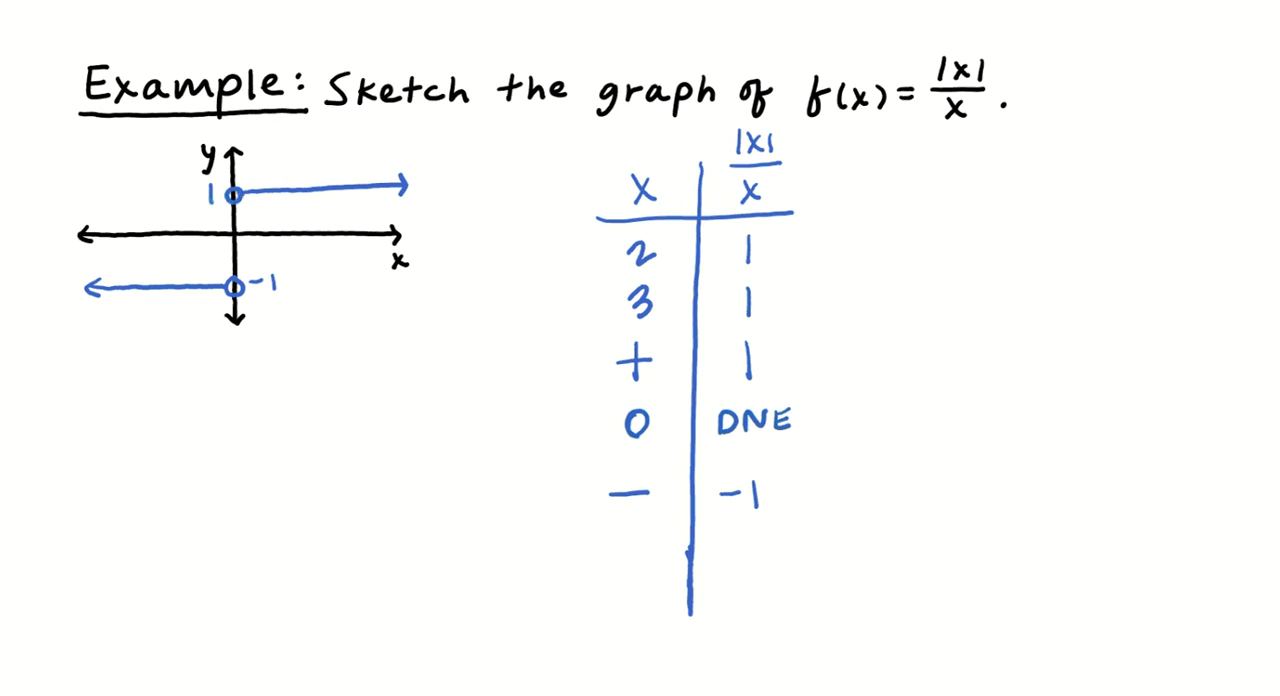 Example: Sketch the graph of f(x) = |x|/x .
y
1
x
-1
x | |x|/x
2 | 1
3 | 1
+ | 1
0 | DNE
— | -1